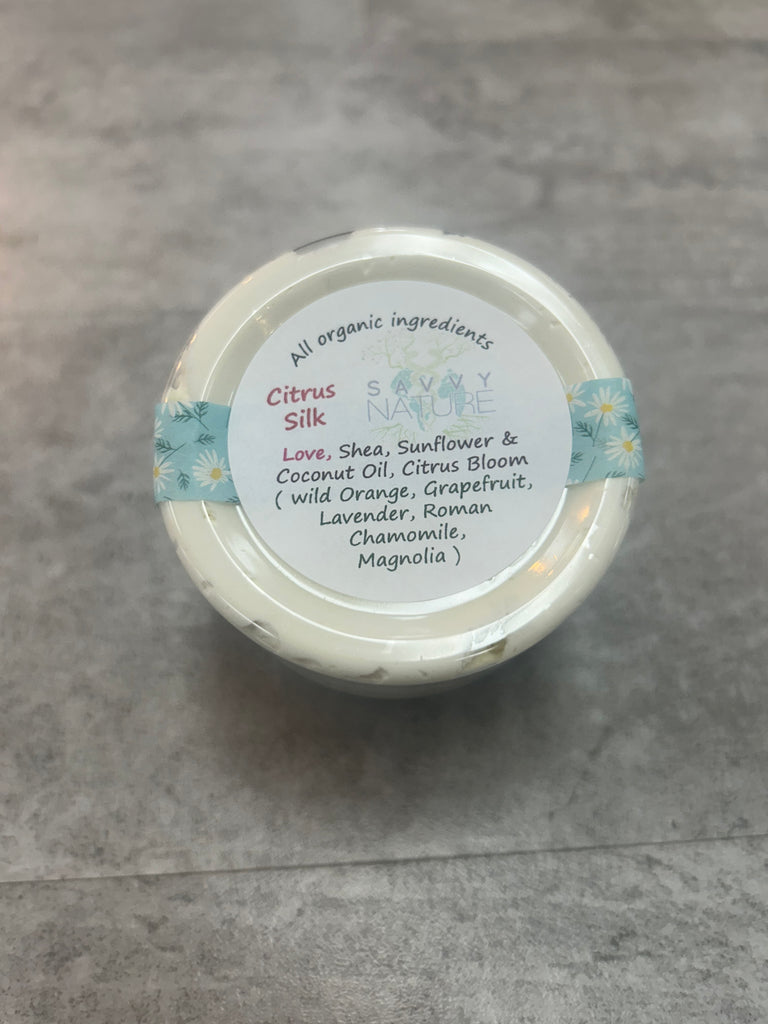 All organic ingredients
Citrus
Silk
SAVVY
NATURE
Love, Shea, Sunflower &
Coconut Oil, Citrus Bloom
( wild Orange, Grapefruit,
Lavender, Roman
Chamomile,
Magnolia )